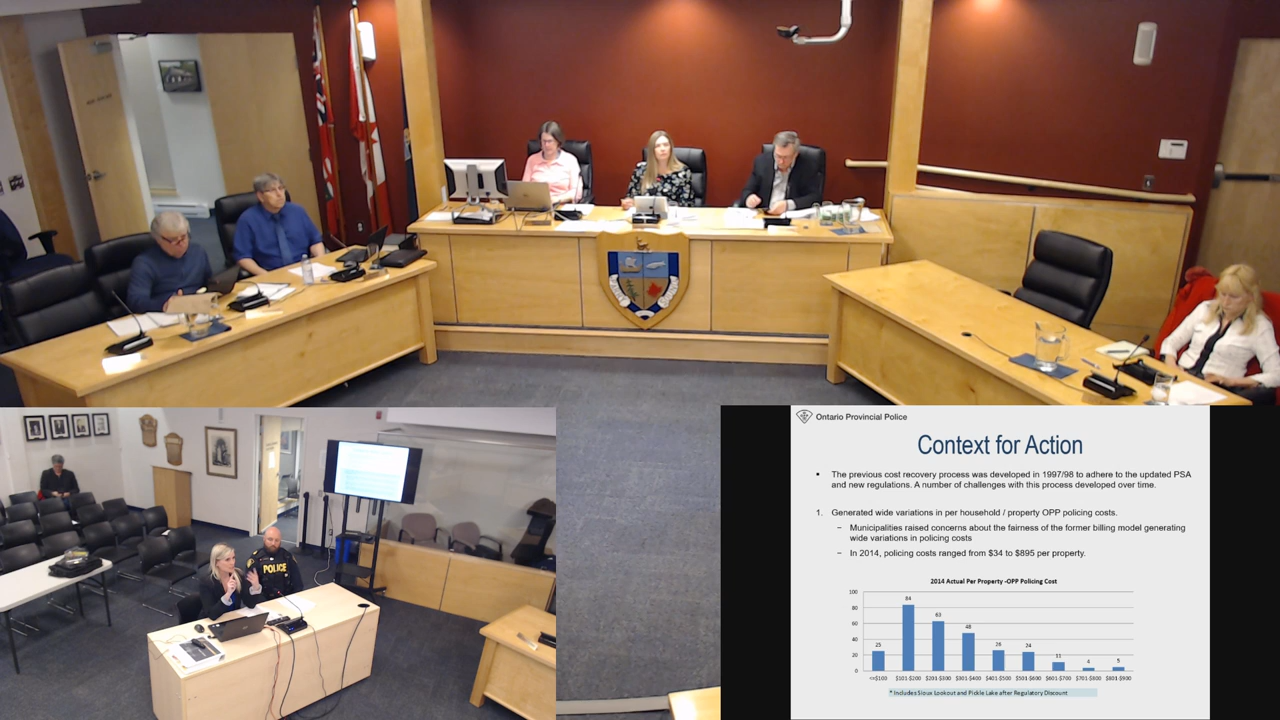 POLICE
Ontario Provincial Police
Context for Action
• The previous cost recovery process was developed in 1997/98 to adhere to the updated PSA
and new regulations. A number of challenges with this process developed over time.
1. Generated wide variations in per household / property OPP policing costs.
– Municipalities raised concerns about the fairness of the former billing model generating
wide variations in policing costs
– In 2014, policing costs ranged from $34 to $895 per property.
2014 Actual Per Property -OPP Policing Cost
100
80
60
40
20
0
25 84 63 48 26 24 11 4 5
<=$100 $101-$200 $201-$300 $301-$400 $401-$500 $501-$600 $601-$700 $701-$800 $801-$900
* Includes Sioux Lookout and Pickle Lake after Regulatory Discount